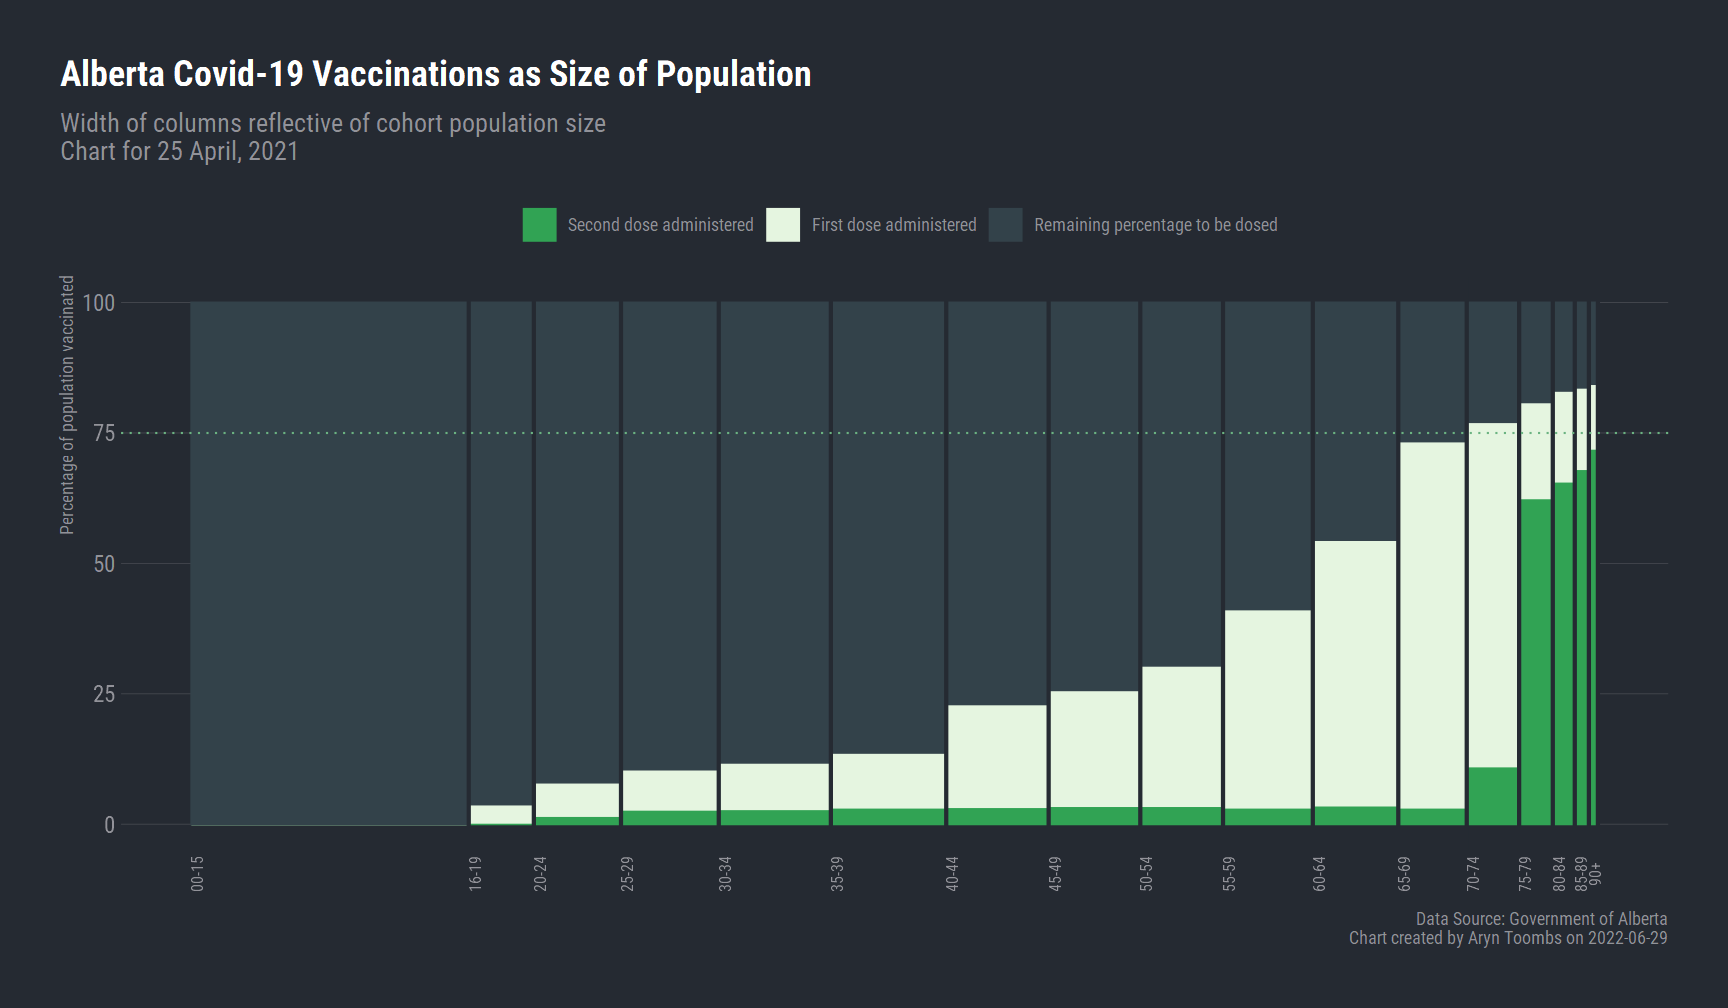 Alberta Covid-19 Vaccinations as Size of Population
Width of columns reflective of cohort population size
Chart for 25 April, 2021
Second dose administered
First dose administered
Remaining percentage to be dosed
Percentage of population vaccinated
100
75
50
25
0
00-15
16-19
20-24
25-29
30-34
35-39
40-44
45-49
50-54
55-59
60-64
65-69
70-74
75-79
80-84
85-89
90+
Data Source: Government of Alberta
Chart created by Aryn Toombs on 2022-06-29